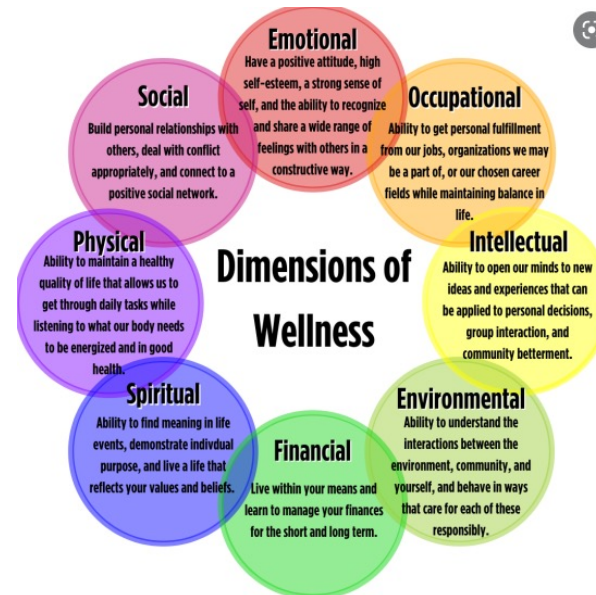 Emotional
Have a positive attitude, high
self-esteem, a strong sense of
self, and the ability to recognize
and share a wide range of
feelings with others in a
constructive way.
Occupational
Ability to get personal fulfillment
from our jobs, organizations we may
be a part of, or our chosen career
fields while maintaining balance in
life.
Intellectual
Ability to open our minds to new
ideas and experiences that can
be applied to personal decisions,
group interaction, and
community betterment.
Environmental
Ability to understand the
interactions between the
environment, community, and
yourself, and behave in ways
that care for each of these
responsibly.
Financial
Live within your means and
learn to manage your finances
for the short and long term.
Spiritual
Ability to find meaning in life
events, demonstrate indivdual
purpose, and live a life that
reflects your values and beliefs.
Physical
Ability to maintain a healthy
quality of life that allows us to
get through daily tasks while
listening to what our body needs
to be energized and in good
health.
Social
Build personal relationships with
others, deal with conflict
appropriately, and connect to a
positive social network.
Dimensions of
Wellness